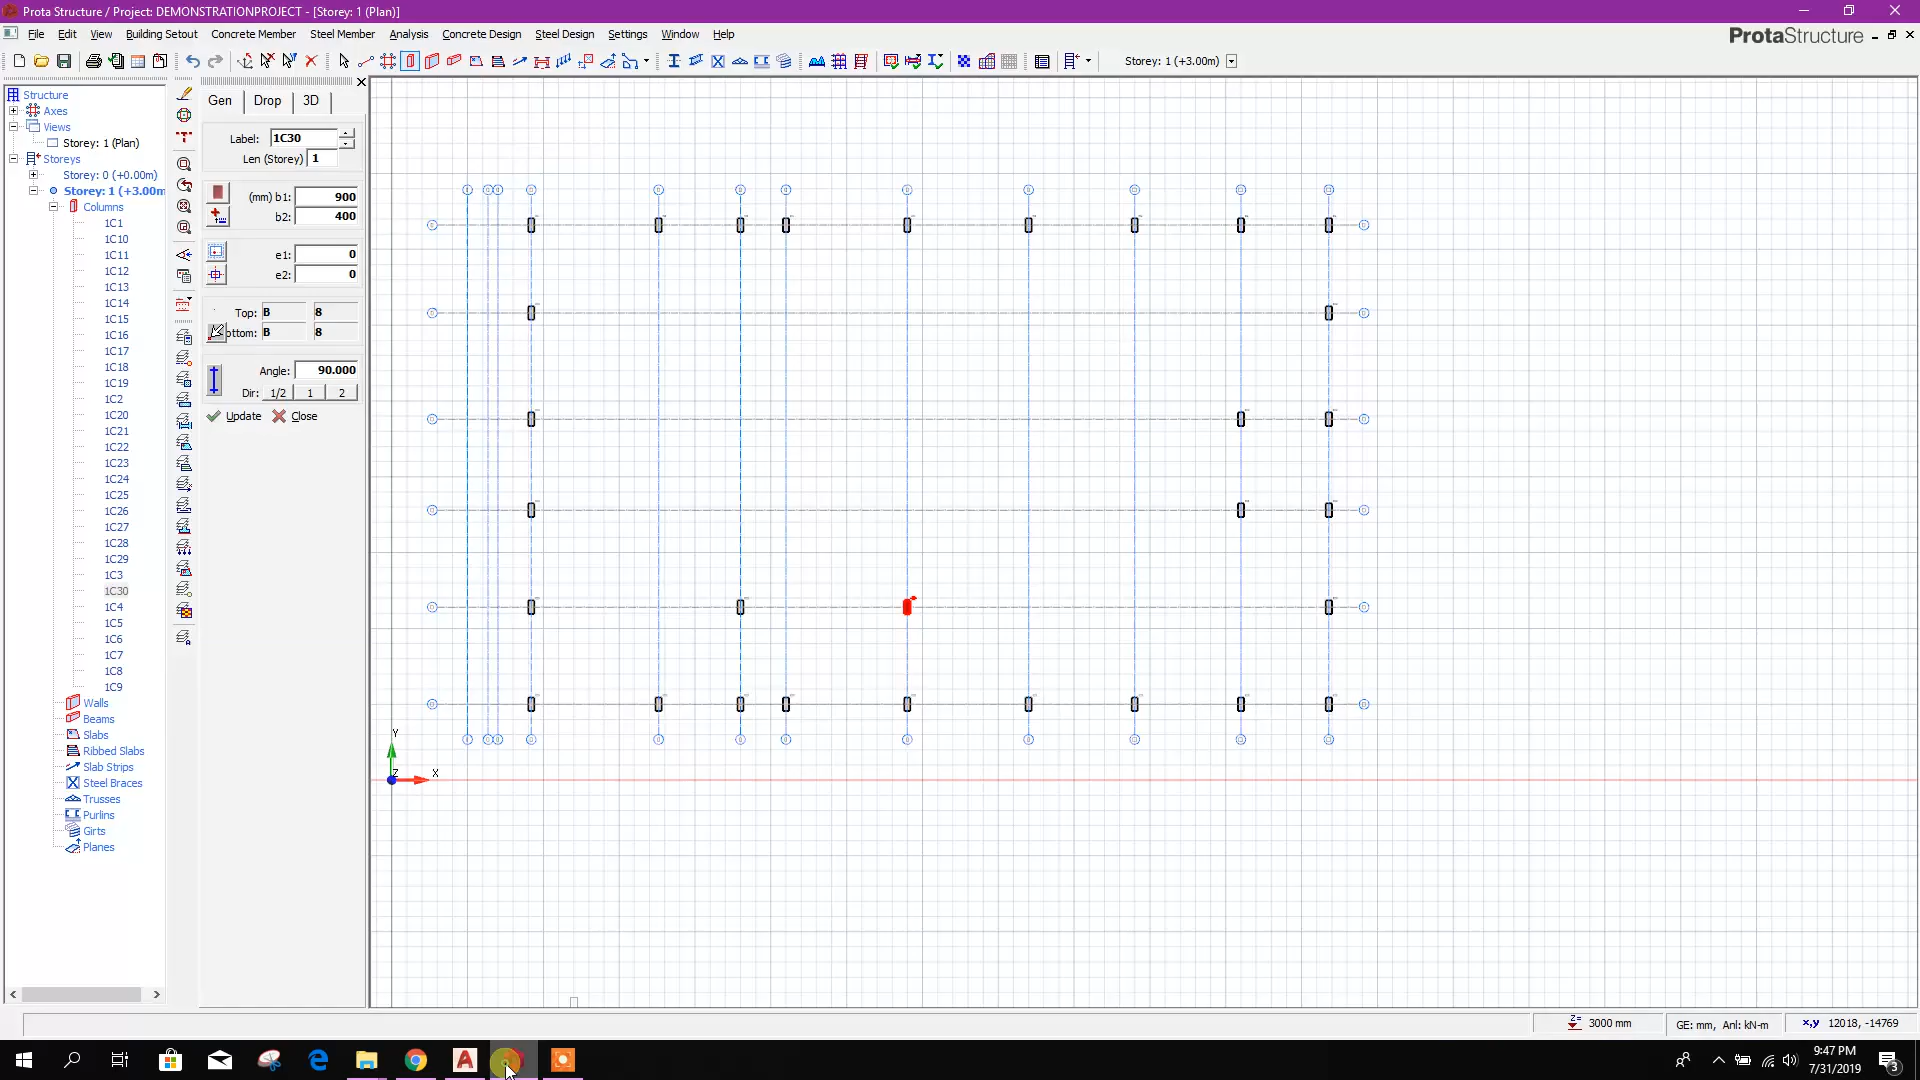 Prota Structure / Project: DEMONSTRATIONPROJECT - [Storey: 1 (Plan)]
File Edit View Building Setout Concrete Member Steel Member Analysis Concrete Design Steel Design Settings Window Help
ProtaStructure
Storey: 1 (+3.00m)
Structure
Axes
Views
Storey: 1 (Plan)
Storeys
Storey: 0 (+0.00m)
Storey: 1 (+3.00m
Columns
1C1
1C10
1C11
1C12
1C13
1C14
1C15
1C16
1C17
1C18
1C19
1C2
1C20
1C21
1C22
1C23
1C24
1C25
1C26
1C27
1C28
1C29
1C3
1C30
1C4
1C5
1C6
1C7
1C8
1C9
Walls
Beams
Slabs
Ribbed Slabs
Slab Strips
Steel Braces
Trusses
Purlins
Girts
Planes
Gen Drop 3D
Label: 1C30
Len (Storey) 1
(mm) b1: 900
b2: 400
e1: 0
e2: 0
Top: B 8
ottom: B 8
Angle: 90.000
Dir: 1/2 1 2
Update Close
Y
Z X
Z= 3000 mm
GE: mm, Anl: kN-m
x,y 12018, -14769
9:47 PM
7/31/2019
3